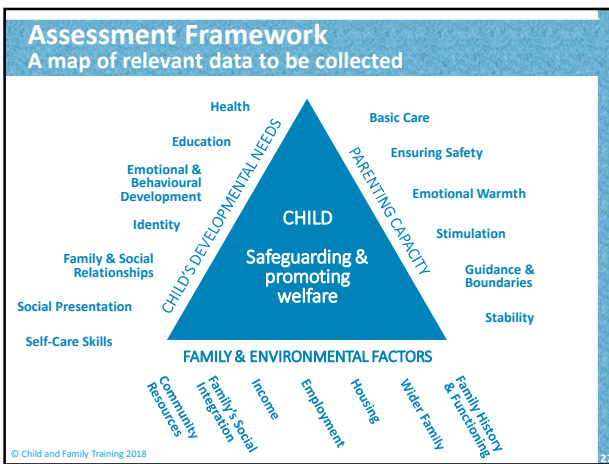 Assessment Framework
A map of relevant data to be collected
Health
Education
Emotional &
Behavioural
Development
Identity
Family & Social
Relationships
Social Presentation
Self-Care Skills
CHILD'S DEVELOPMENTAL NEEDS
CHILD
Safeguarding &
promoting
welfare
PARENTING CAPACITY
Basic Care
Ensuring Safety
Emotional Warmth
Stimulation
Guidance &
Boundaries
Stability
FAMILY & ENVIRONMENTAL FACTORS
Community
Resources
Family's Social
Integration
Income
Employment
Housing
Wider Family
Family History
& Functioning
© Child and Family Training 2018